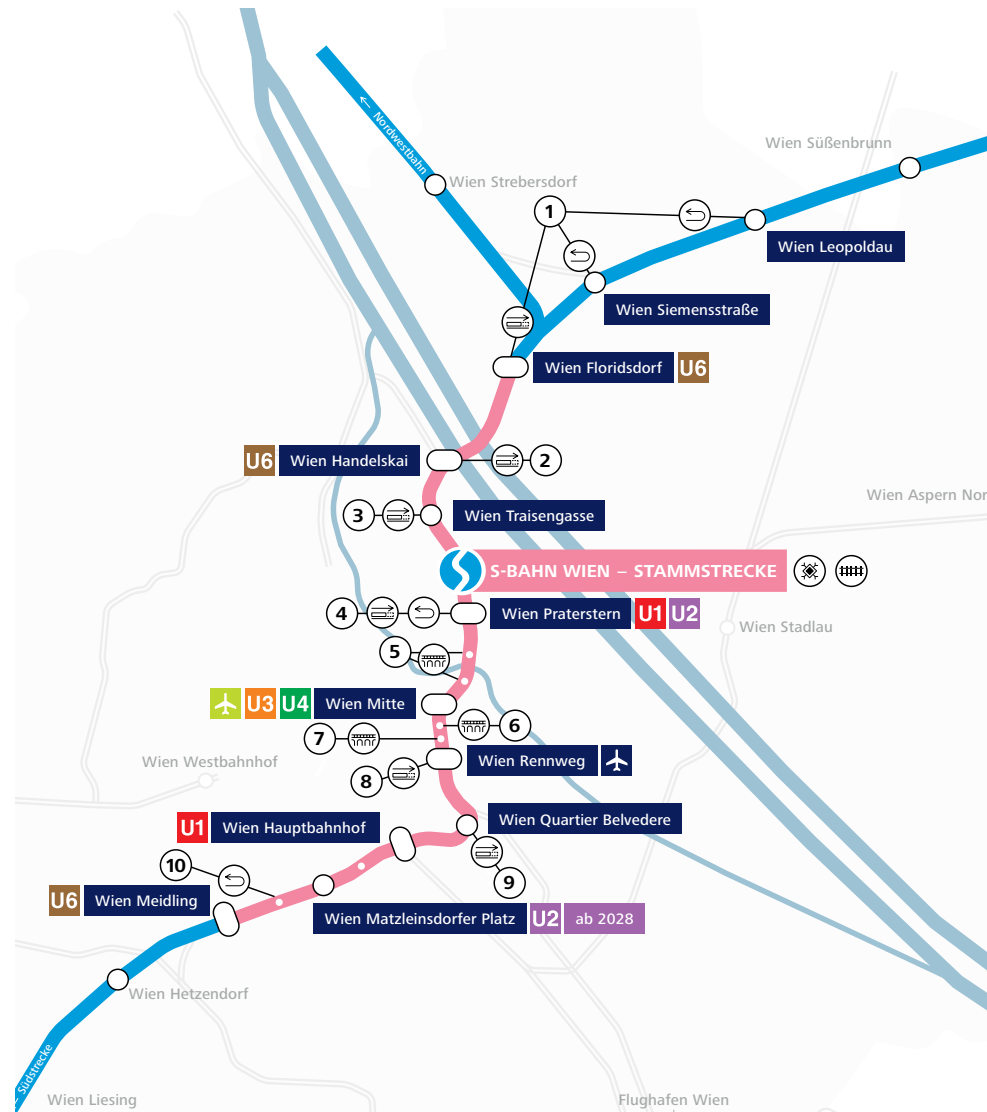 ← Nordwestbahn
Wien Süßenbrunn
Wien Strebersdorf
1
Wien Leopoldau
Wien Siemensstraße
Wien Floridsdorf U6
U6 Wien Handelskai
2
Wien Aspern Nor
3
Wien Traisengasse
S-BAHN WIEN – STAMMSTRECKE
4
Wien Praterstern U1 U2
Wien Stadlau
5
U3 U4 Wien Mitte
6
7
Wien Westbahnhof
Wien Rennweg
8
Wien Quartier Belvedere
U1 Wien Hauptbahnhof
10
9
U6 Wien Meidling
Wien Matzleinsdorfer Platz U2 ab 2028
Wien Hetzendorf
← Südstrecke
Wien Liesing
Flughafen Wien